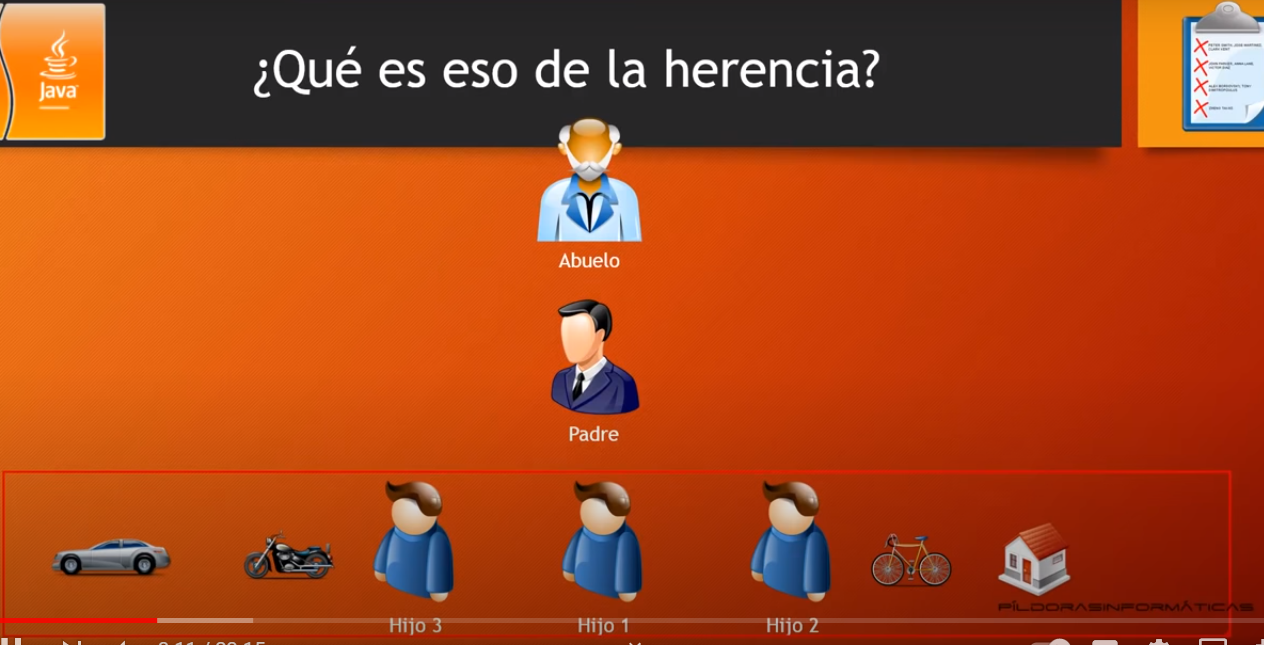 ¿Qué es eso de la herencia?
Java
Abuelo
Padre
Hijo 3
Hijo 1
Hijo 2
PÍLDORASINFORMÁTICAS